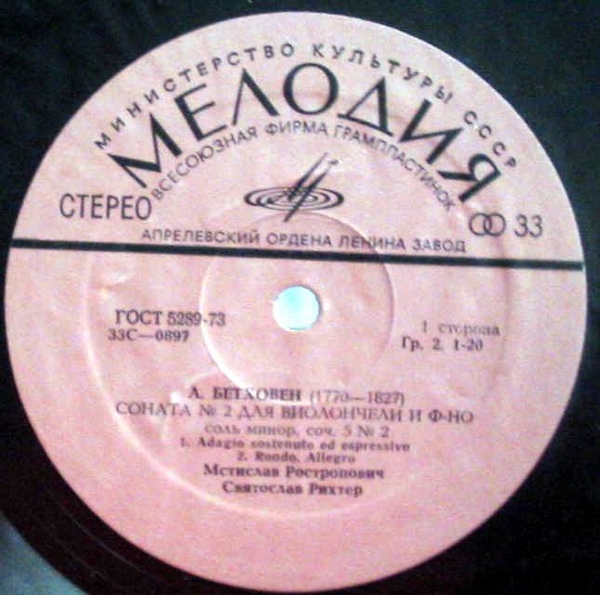 МИНИСТЕРСТВО КУЛЬТУРЫ СССР
МЕЛОДИЯ
ВСЕСОЮЗНАЯ ФИРМА ГРАМПЛАСТИНОК
СТЕРЕО
33
АПРЕЛЕВСКИЙ ОРДЕНА ЛЕНИНА ЗАВОД
ГОСТ 5289-73
33С—0897
1 сторона
Гр. 2. 1-20
Л. БЕТХОВЕН (1770—1827)
СОНАТА № 2 ДЛЯ ВИОЛОНЧЕЛИ И Ф-НО
соль минор, соч. 5 № 2
1. Adagio sostenuto ed espressivo
2. Rondo. Allegro
Мстислав Ростропович
Святослав Рихтер